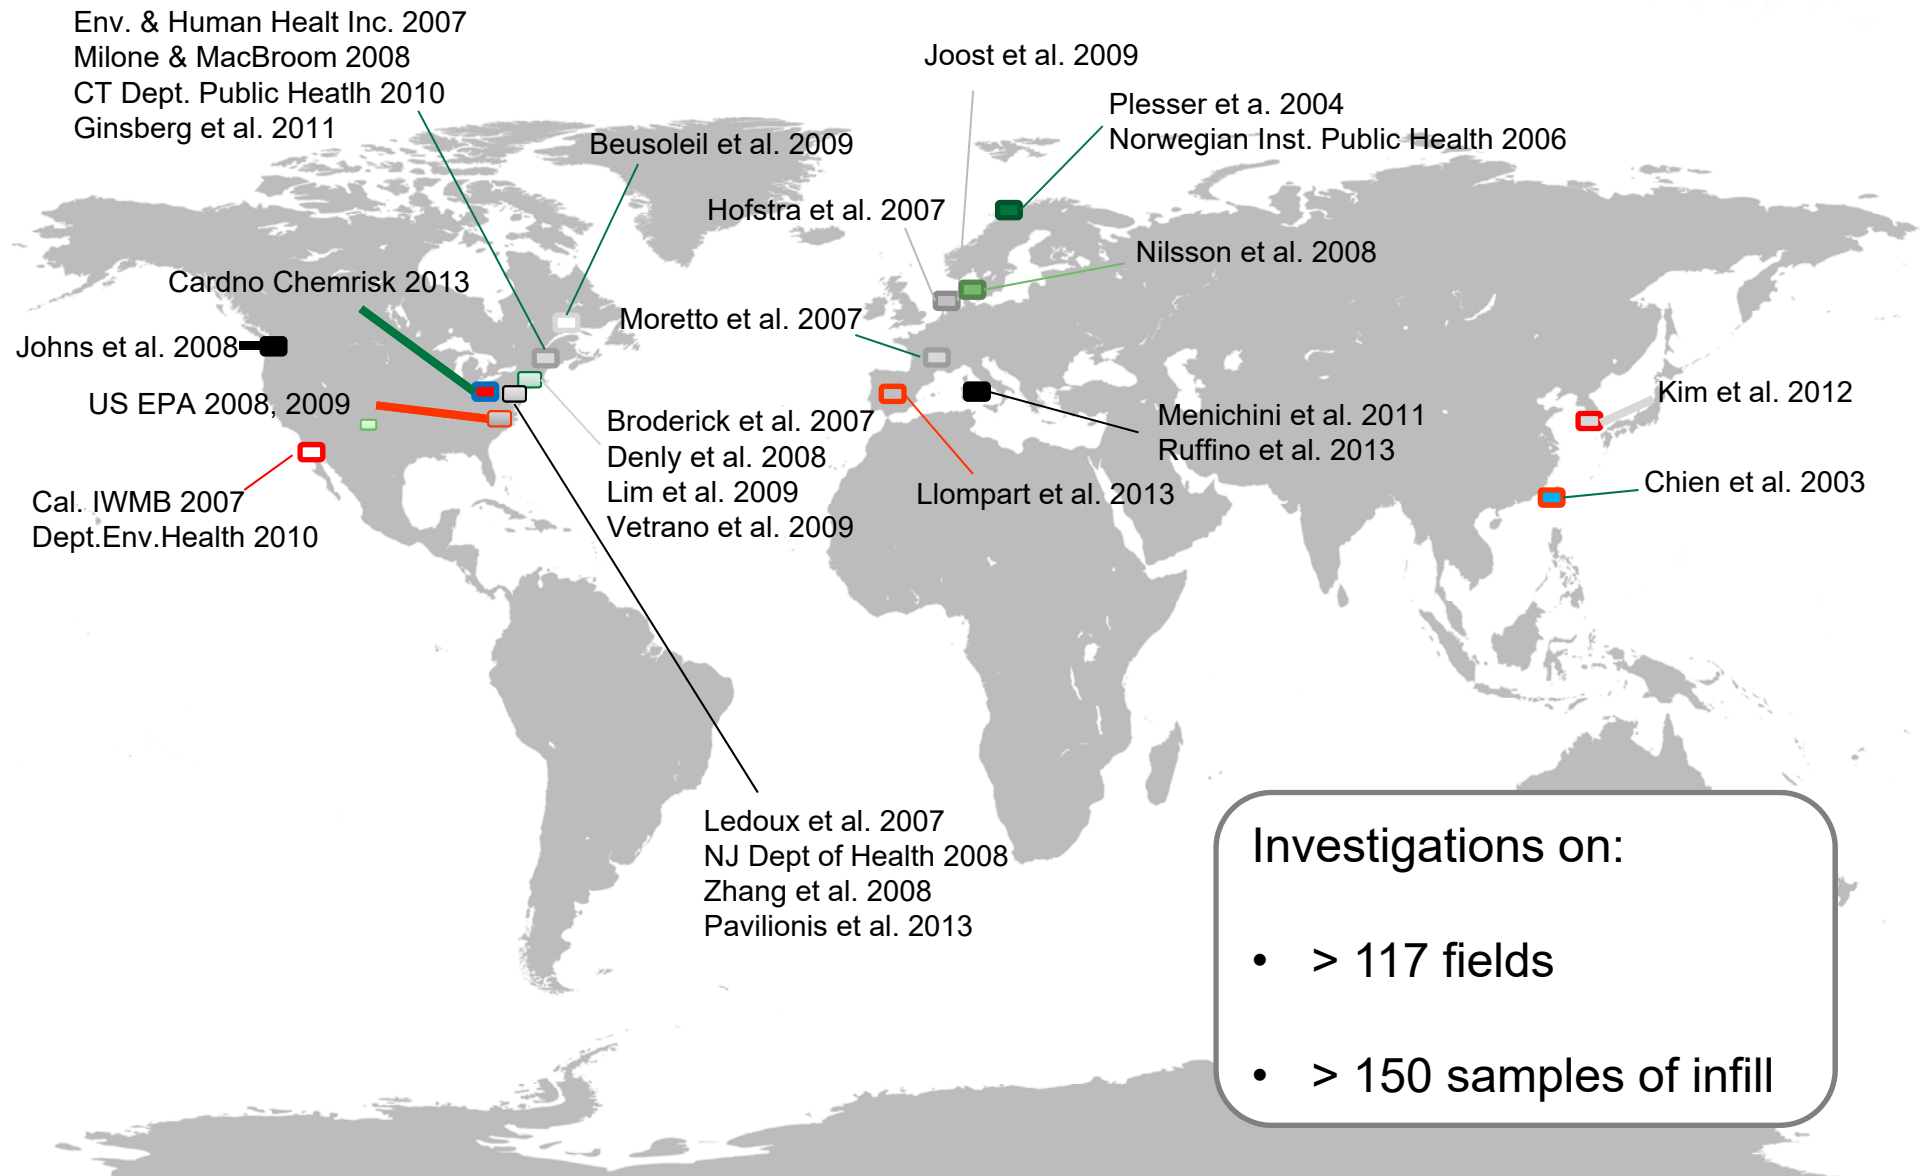 Env. & Human Healt Inc. 2007
Milone & MacBroom 2008
CT Dept. Public Heatlh 2010
Ginsberg et al. 2011
Joost et al. 2009
Plesser et a. 2004
Norwegian Inst. Public Health 2006
Beusoleil et al. 2009
Hofstra et al. 2007
Nilsson et al. 2008
Cardno Chemrisk 2013
Moretto et al. 2007
Johns et al. 2008
US EPA 2008, 2009
Kim et al. 2012
Broderick et al. 2007
Denly et al. 2008
Lim et al. 2009
Vetrano et al. 2009
Menichini et al. 2011
Ruffino et al. 2013
Llompart et al. 2013
Chien et al. 2003
Cal. IWMB 2007
Dept.Env.Health 2010
Ledoux et al. 2007
NJ Dept of Health 2008
Zhang et al. 2008
Pavilionis et al. 2013
Investigations on:
• > 117 fields
• > 150 samples of infill